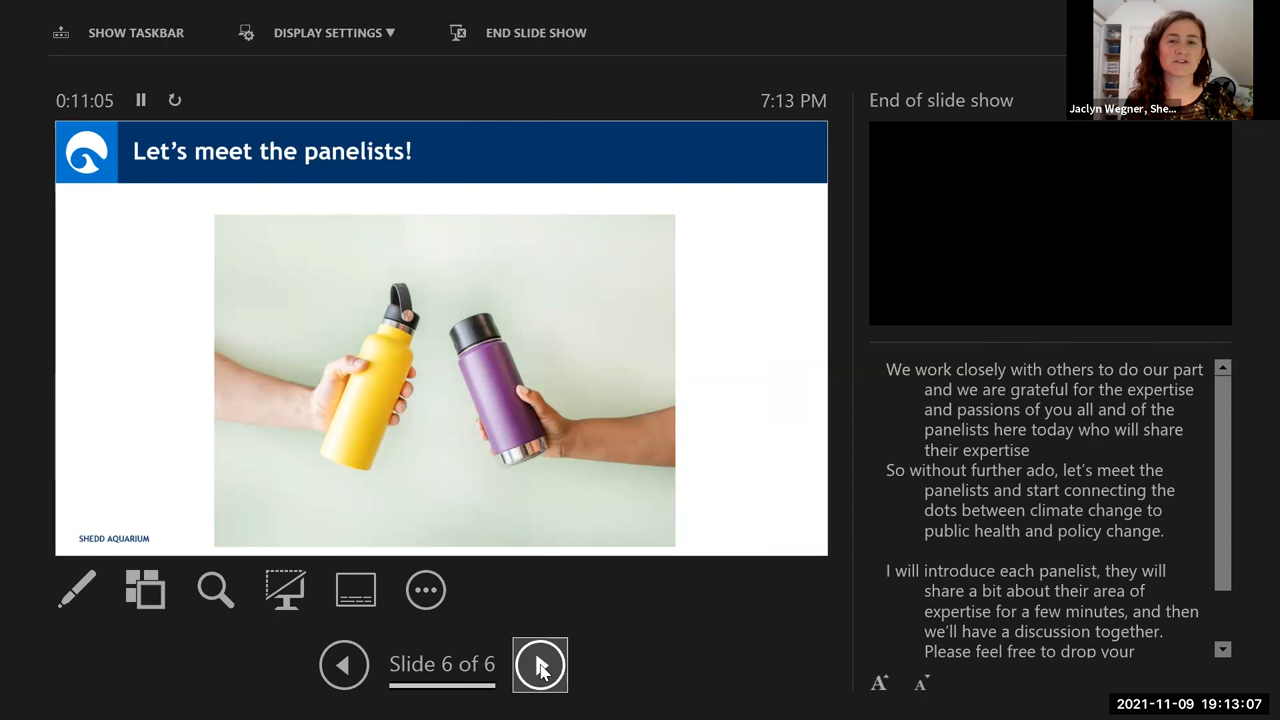 SHOW TASKBAR
DISPLAY SETTINGS ▼
END SLIDE SHOW
Jaclyn Wegner, She...
0:11:05
7:13 PM
End of slide show
Let's meet the panelists!
SHEDD AQUARIUM
We work closely with others to do our part
and we are grateful for the expertise
and passions of you all and of the
panelists here today who will share
their expertise
So without further ado, let's meet the
panelists and start connecting the
dots between climate change to
public health and policy change.
I will introduce each panelist, they will
share a bit about their area of
expertise for a few minutes, and then
we'll have a discussion together.
Please feel free to drop your
Slide 6 of 6
A A
2021-11-09 19:13:07